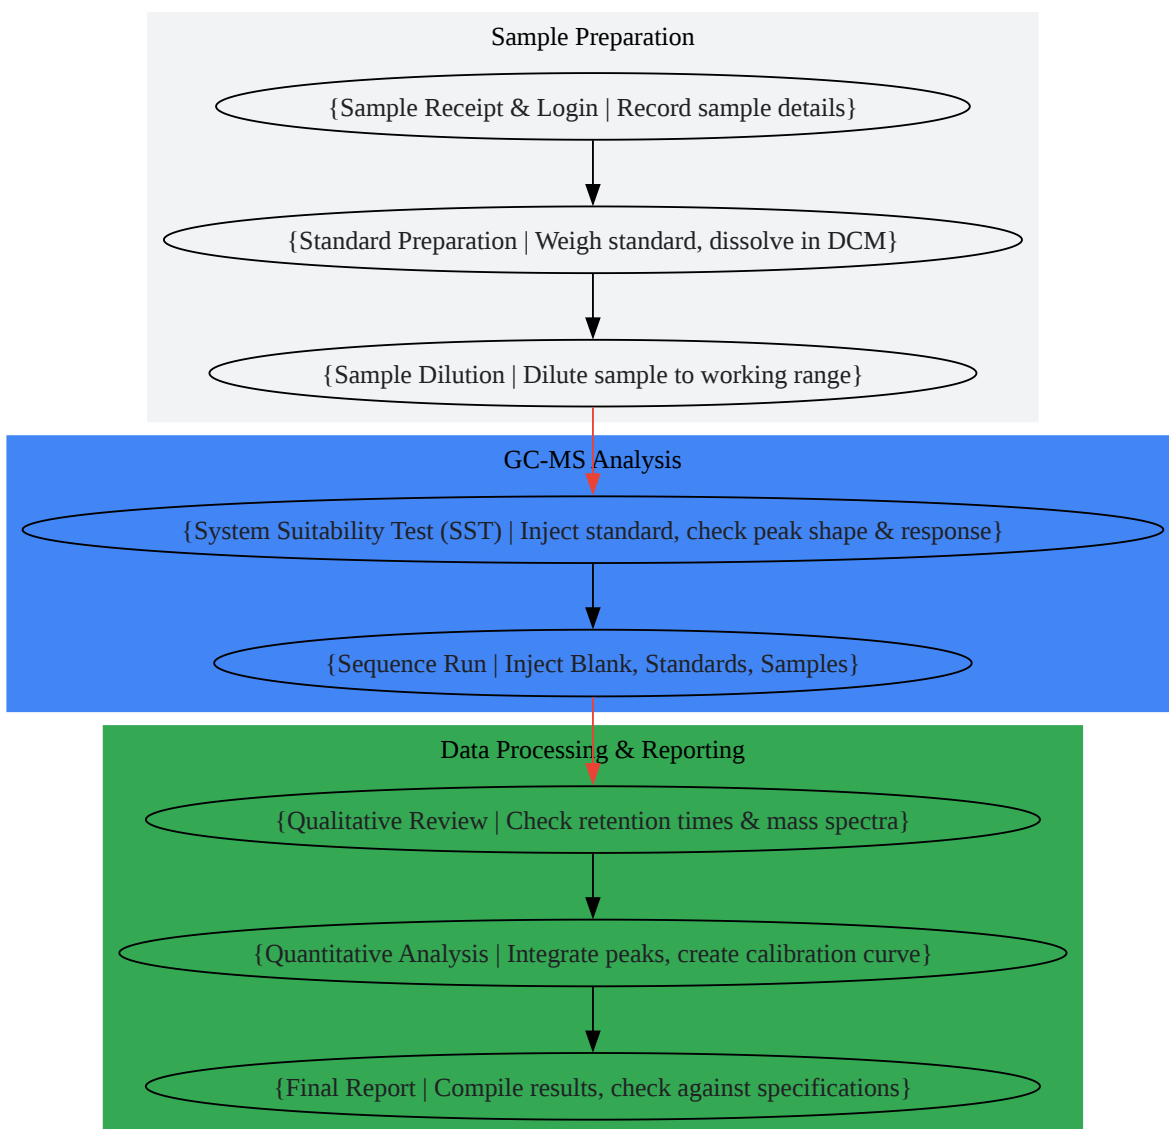 Sample Preparation
{Sample Receipt & Login | Record sample details}
{Standard Preparation | Weigh standard, dissolve in DCM}
{Sample Dilution | Dilute sample to working range}
GC-MS Analysis
{System Suitability Test (SST) | Inject standard, check peak shape & response}
{Sequence Run | Inject Blank, Standards, Samples}
Data Processing & Reporting
{Qualitative Review | Check retention times & mass spectra}
{Quantitative Analysis | Integrate peaks, create calibration curve}
{Final Report | Compile results, check against specifications}